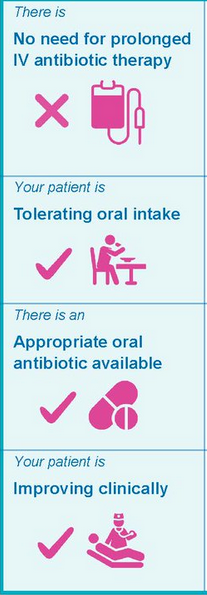 There is
No need for prolonged
IV antibiotic therapy
Your patient is
Tolerating oral intake
There is an
Appropriate oral
antibiotic available
Your patient is
Improving clinically